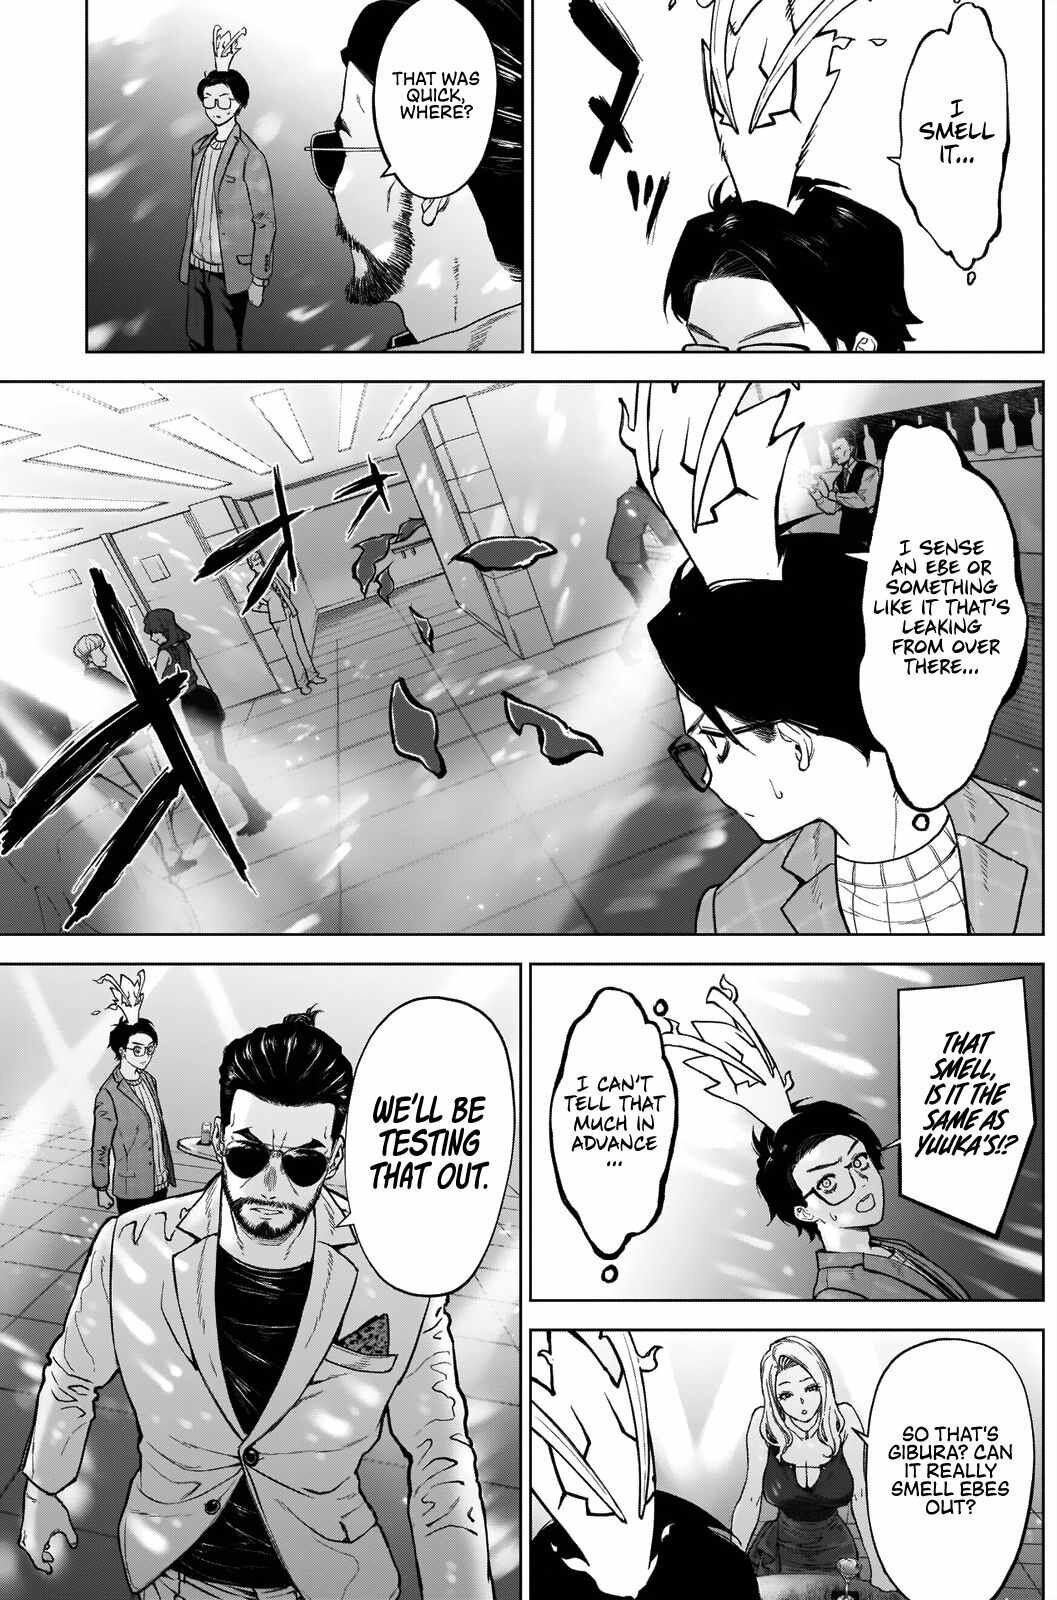 I
SMELL
IT...
THAT WAS
QUICK,
WHERE?
I SENSE
AN EBE OR
SOMETHING
LIKE IT THAT'S
LEAKING
FROM OVER
THERE...
THAT
SMELL,
IS IT THE
SAME AS
YUUKA'S!?
I CAN'T
TELL THAT
MUCH IN
ADVANCE
...
SO THAT'S
GIBURA? CAN
IT REALLY
SMELL EBES
OUT?
WE'LL BE
TESTING
THAT OUT.